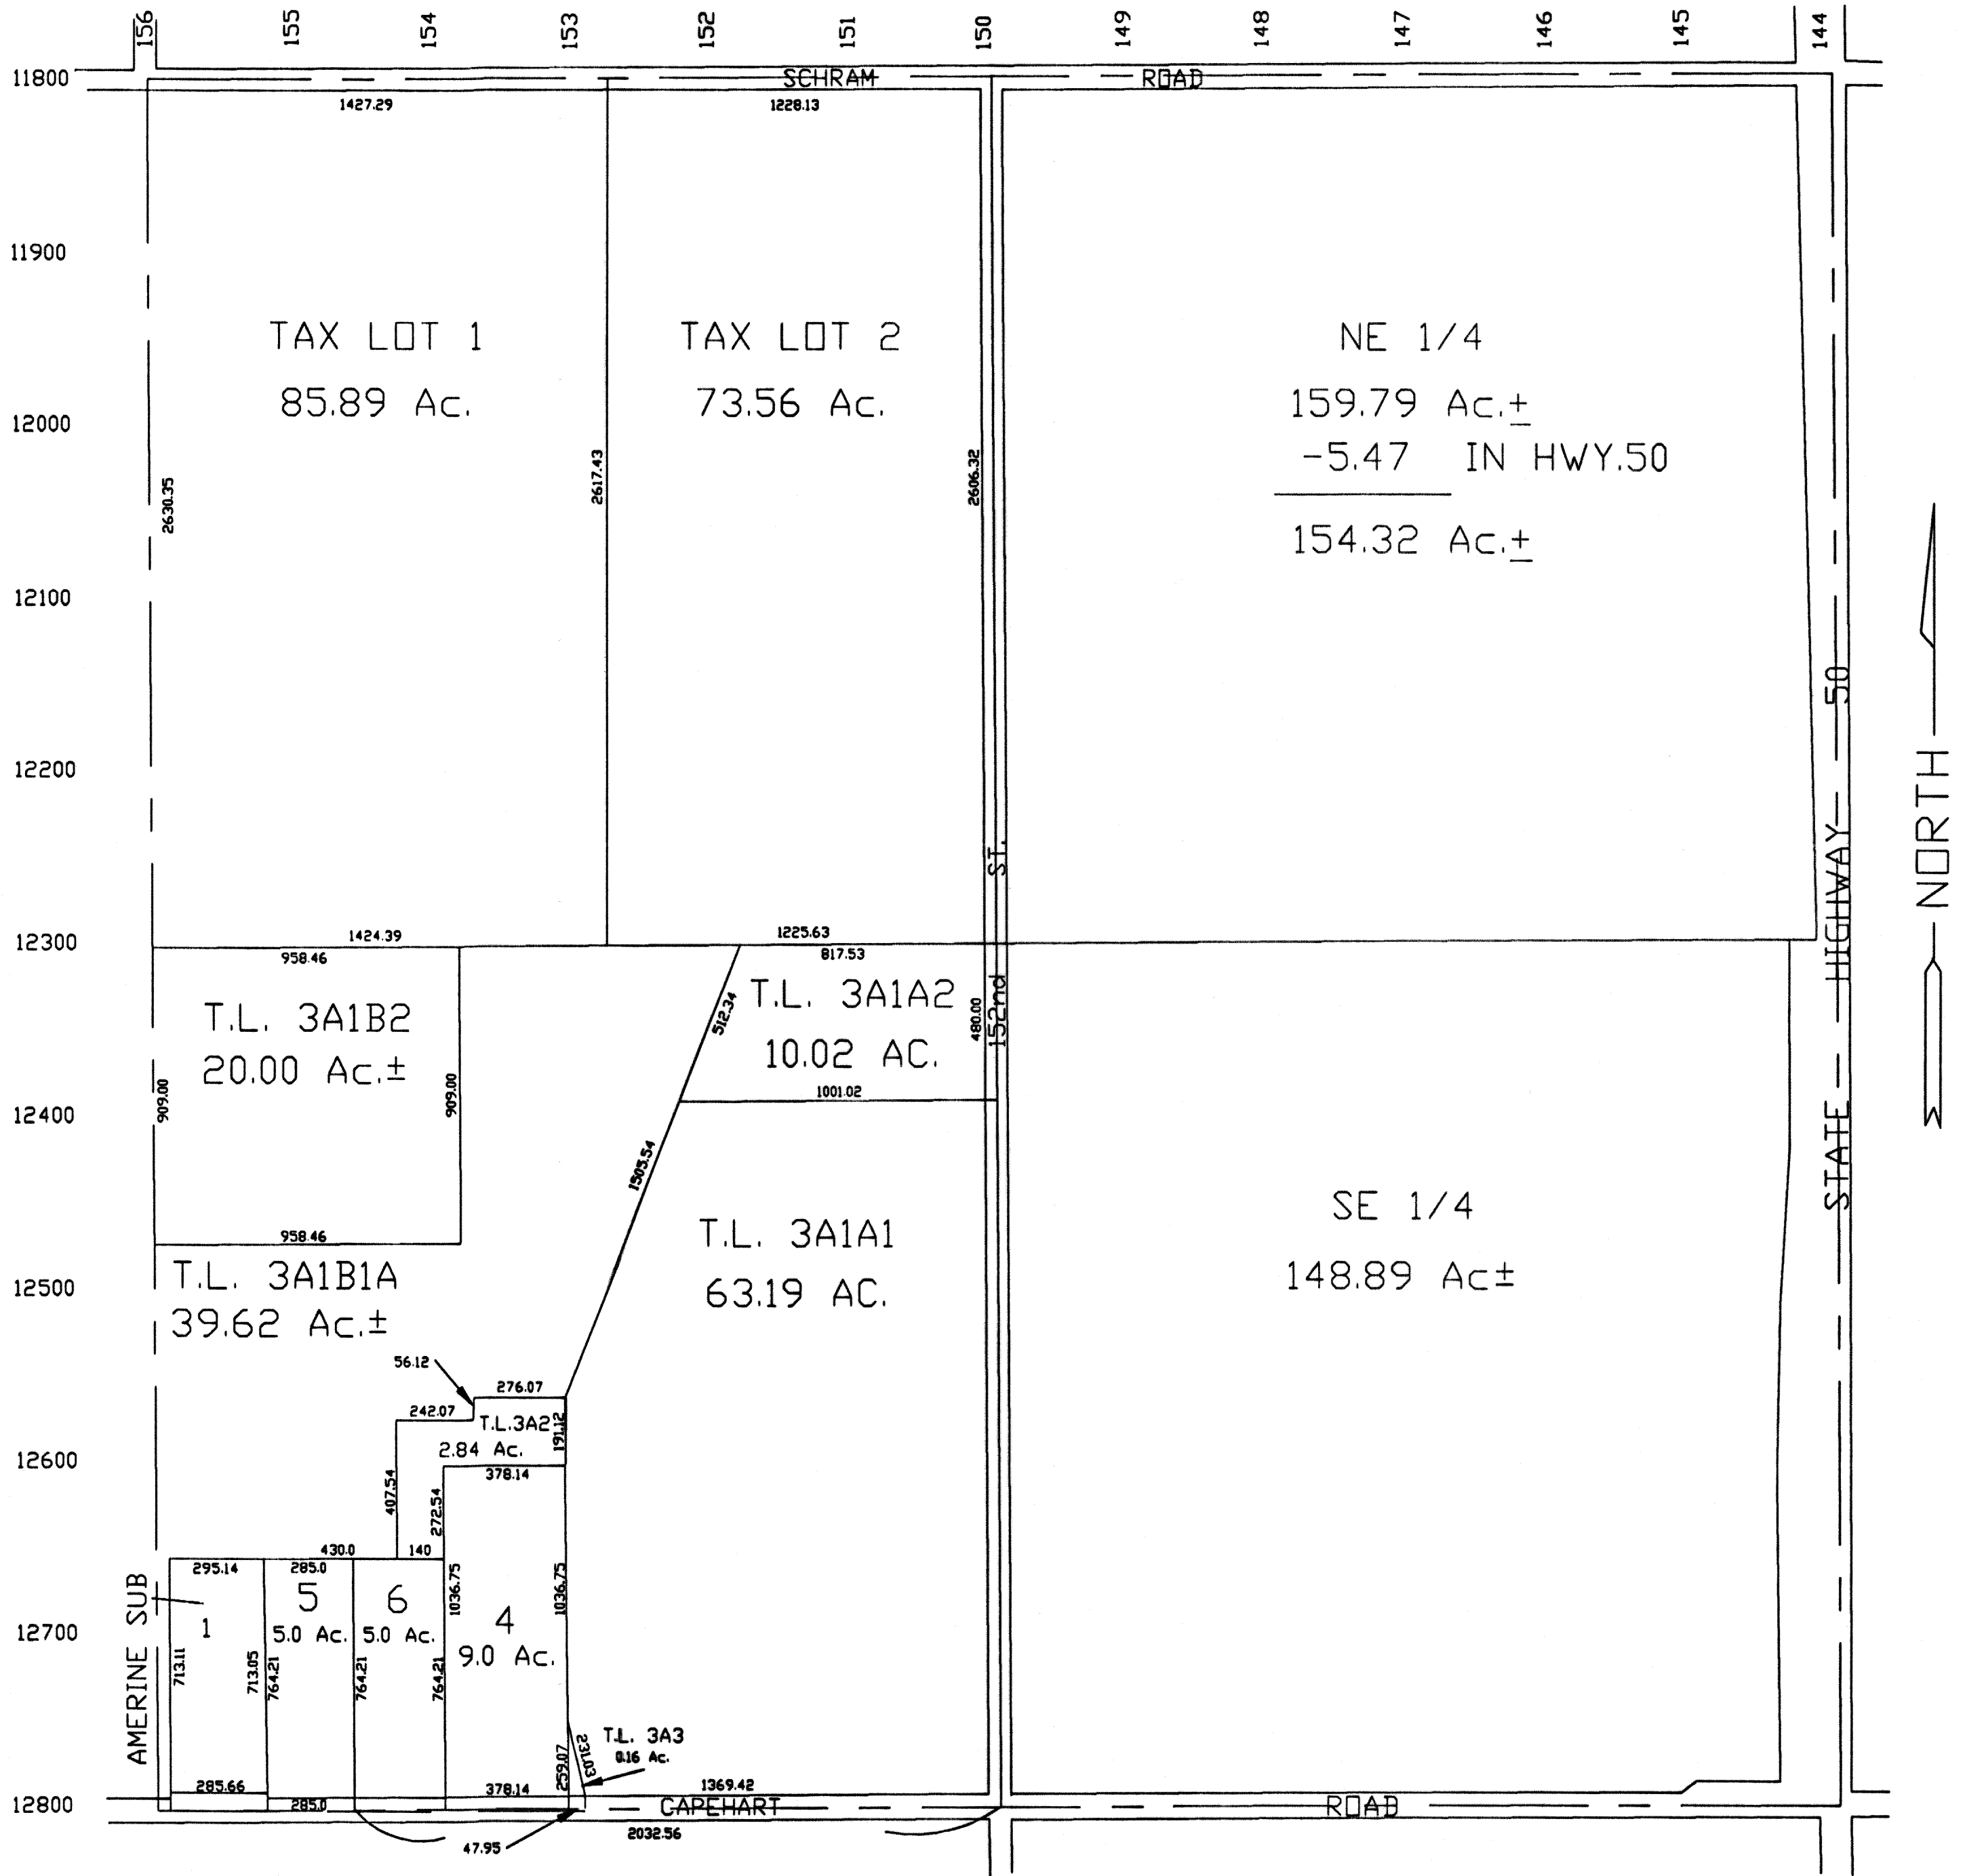 156 155 154 153 152 151 150 149 148 147 146 145 144
11800
SCHRAM ROAD
1427.29 1228.13
11900
TAX LOT 1
85.89 Ac.
TAX LOT 2
73.56 Ac.
NE 1/4
159.79 Ac.±
-5.47 IN HWY.50
154.32 Ac.±
12000
2630.35
2617.43
2606.32
12100
12200
STATE HIGHWAY 50
NORTH
152nd ST.
12300
1424.39
958.46
1225.63
817.53
T.L. 3A1B2
20.00 Ac.±
909.00
909.00
958.46
512.34
T.L. 3A1A2
10.02 AC.
480.00
1001.02
12400
1505.54
T.L. 3A1A1
63.19 AC.
SE 1/4
148.89 Ac±
T.L. 3A1B1A
39.62 Ac.±
12500
56.12
276.07
242.07
T.L.3A2
2.84 Ac.
191.12
12600
378.14
407.54
272.54
430.0
140
295.14
285.0
AMERINE SUB
1
5
5.0 Ac.
6
5.0 Ac.
4
9.0 Ac.
1036.75
1036.75
12700
713.11
713.05
764.21
764.21
764.21
259.07
231.03
T.L. 3A3
0.16 Ac.
285.66
378.14
1369.42
12800
285.0
CAPEHART ROAD
47.95
2032.56